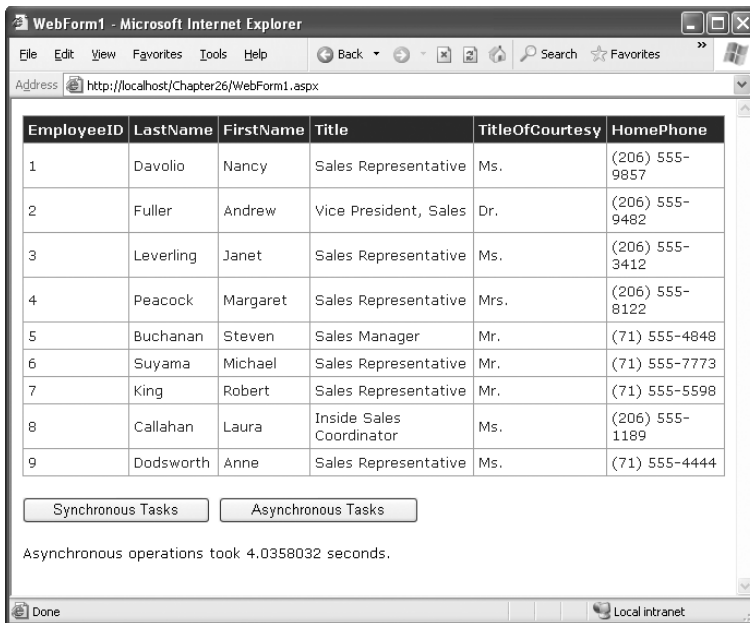 WebForm1 - Microsoft Internet Explorer
File Edit View Favorites Tools Help Back Search Favorites »
Address http://localhost/Chapter26/WebForm1.aspx
EmployeeID LastName FirstName Title TitleOfCourtesy HomePhone
1 Davolio Nancy Sales Representative Ms. (206) 555-
9857
2 Fuller Andrew Vice President, Sales Dr. (206) 555-
9482
3 Leverling Janet Sales Representative Ms. (206) 555-
3412
4 Peacock Margaret Sales Representative Mrs. (206) 555-
8122
5 Buchanan Steven Sales Manager Mr. (71) 555-4848
6 Suyama Michael Sales Representative Mr. (71) 555-7773
7 King Robert Sales Representative Mr. (71) 555-5598
8 Callahan Laura Inside Sales
Coordinator Ms. (206) 555-
1189
9 Dodsworth Anne Sales Representative Ms. (71) 555-4444
Synchronous Tasks Asynchronous Tasks
Asynchronous operations took 4.0358032 seconds.
Done Local intranet